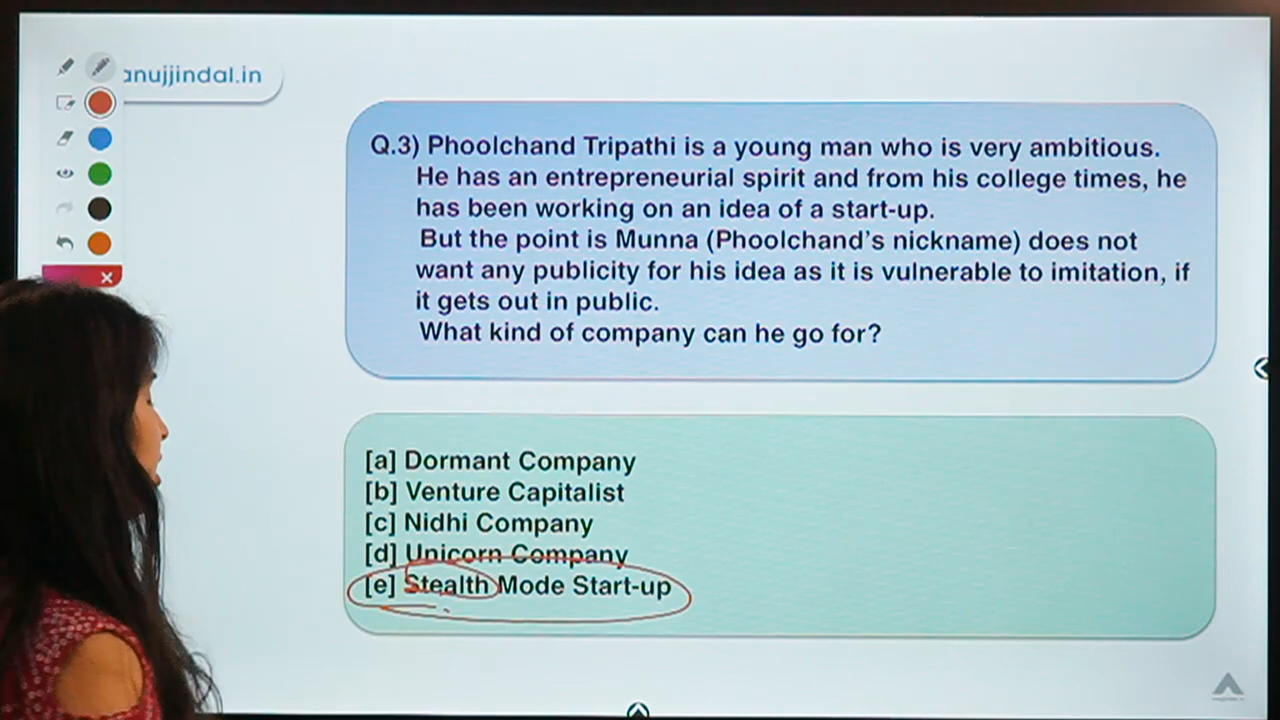 anujjindal.in
Q.3) Phoolchand Tripathi is a young man who is very ambitious.
He has an entrepreneurial spirit and from his college times, he
has been working on an idea of a start-up.
But the point is Munna (Phoolchand's nickname) does not
want any publicity for his idea as it is vulnerable to imitation, if
it gets out in public.
What kind of company can he go for?
[a] Dormant Company
[b] Venture Capitalist
[c] Nidhi Company
[d] Unicorn Company
[e] Stealth Mode Start-up